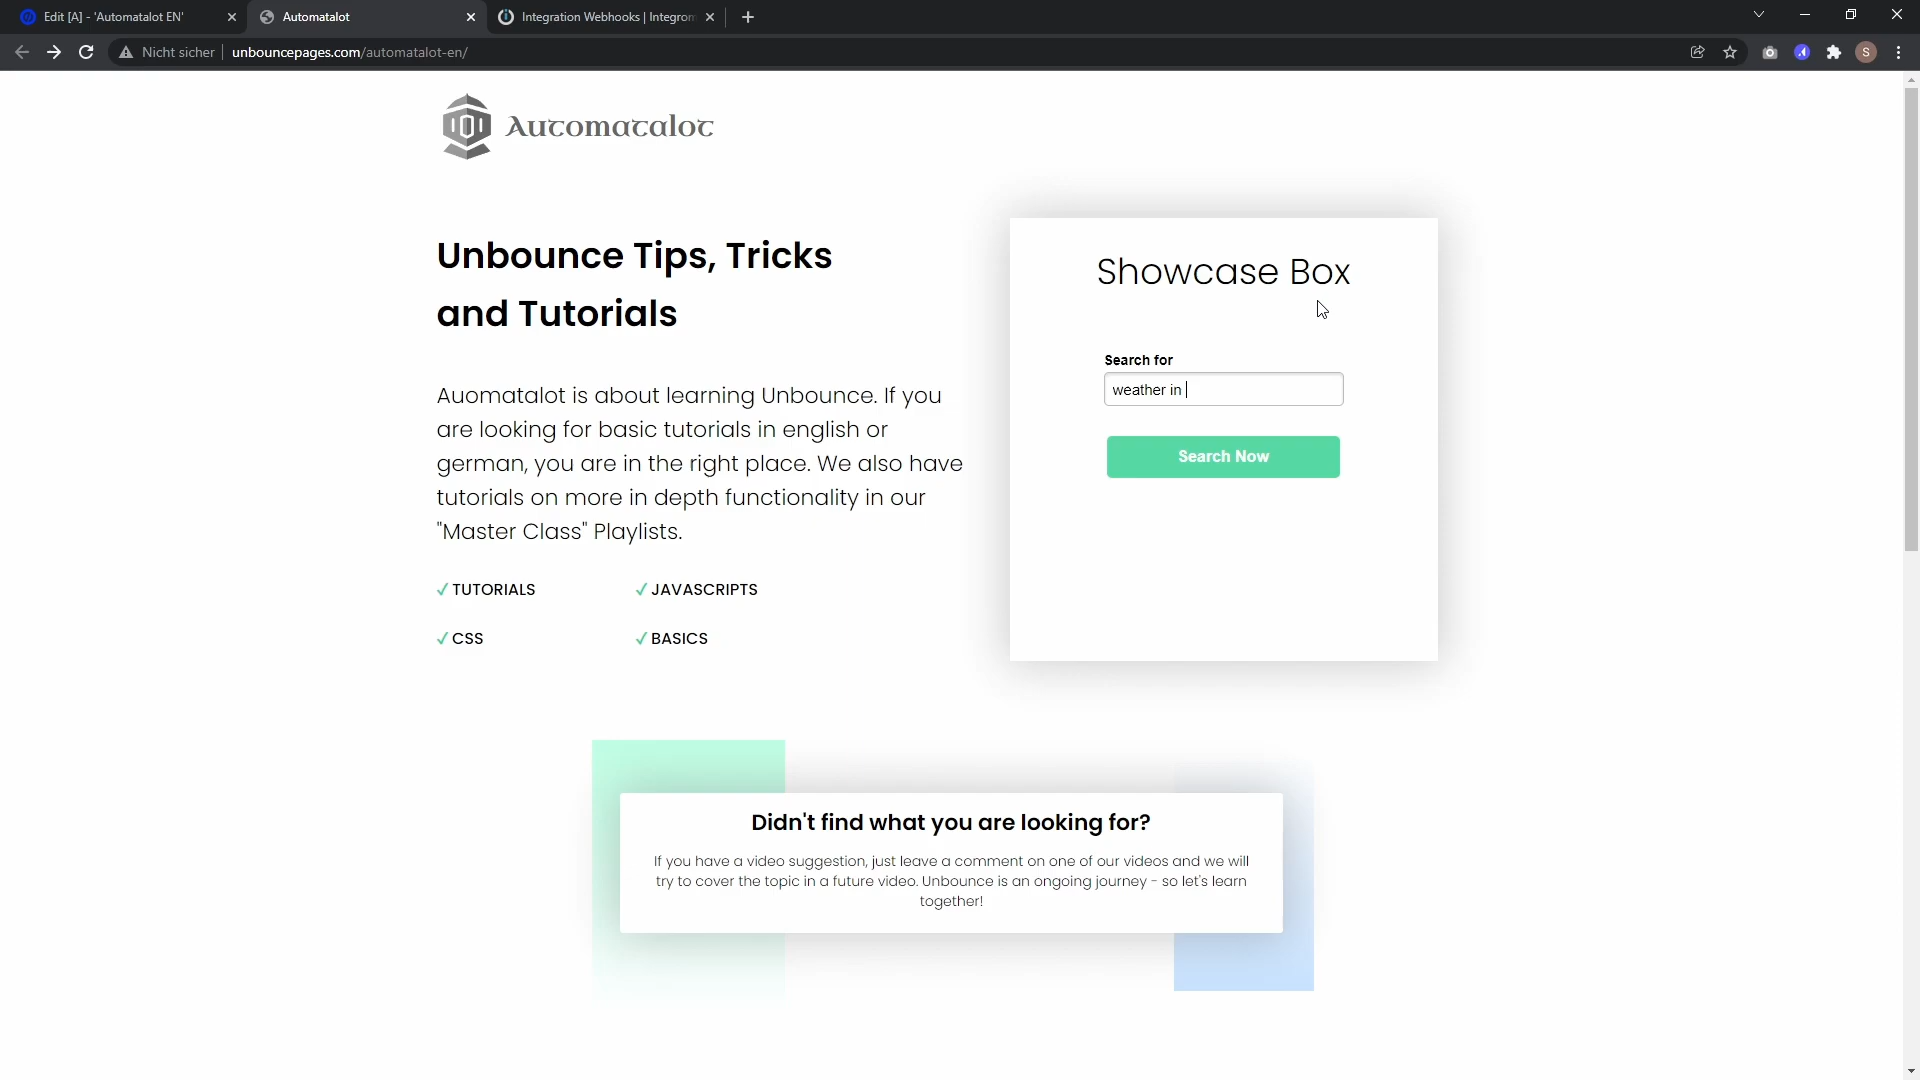 Edit [A] - 'Automatalot EN'
Automatalot
Integration Webhooks | Integrom
Nicht sicher
unbouncepages.com/automatalot-en/
S
Automatalot
Unbounce Tips, Tricks
and Tutorials
Auomatalot is about learning Unbounce. If you
are looking for basic tutorials in english or
german, you are in the right place. We also have
tutorials on more in depth functionality in our
"Master Class" Playlists.
✓ TUTORIALS
✓ JAVASCRIPTS
✓ CSS
✓ BASICS
Showcase Box
Search for
weather in
Search Now
Didn't find what you are looking for?
If you have a video suggestion, just leave a comment on one of our videos and we will
try to cover the topic in a future video. Unbounce is an ongoing journey - so let's learn
together!